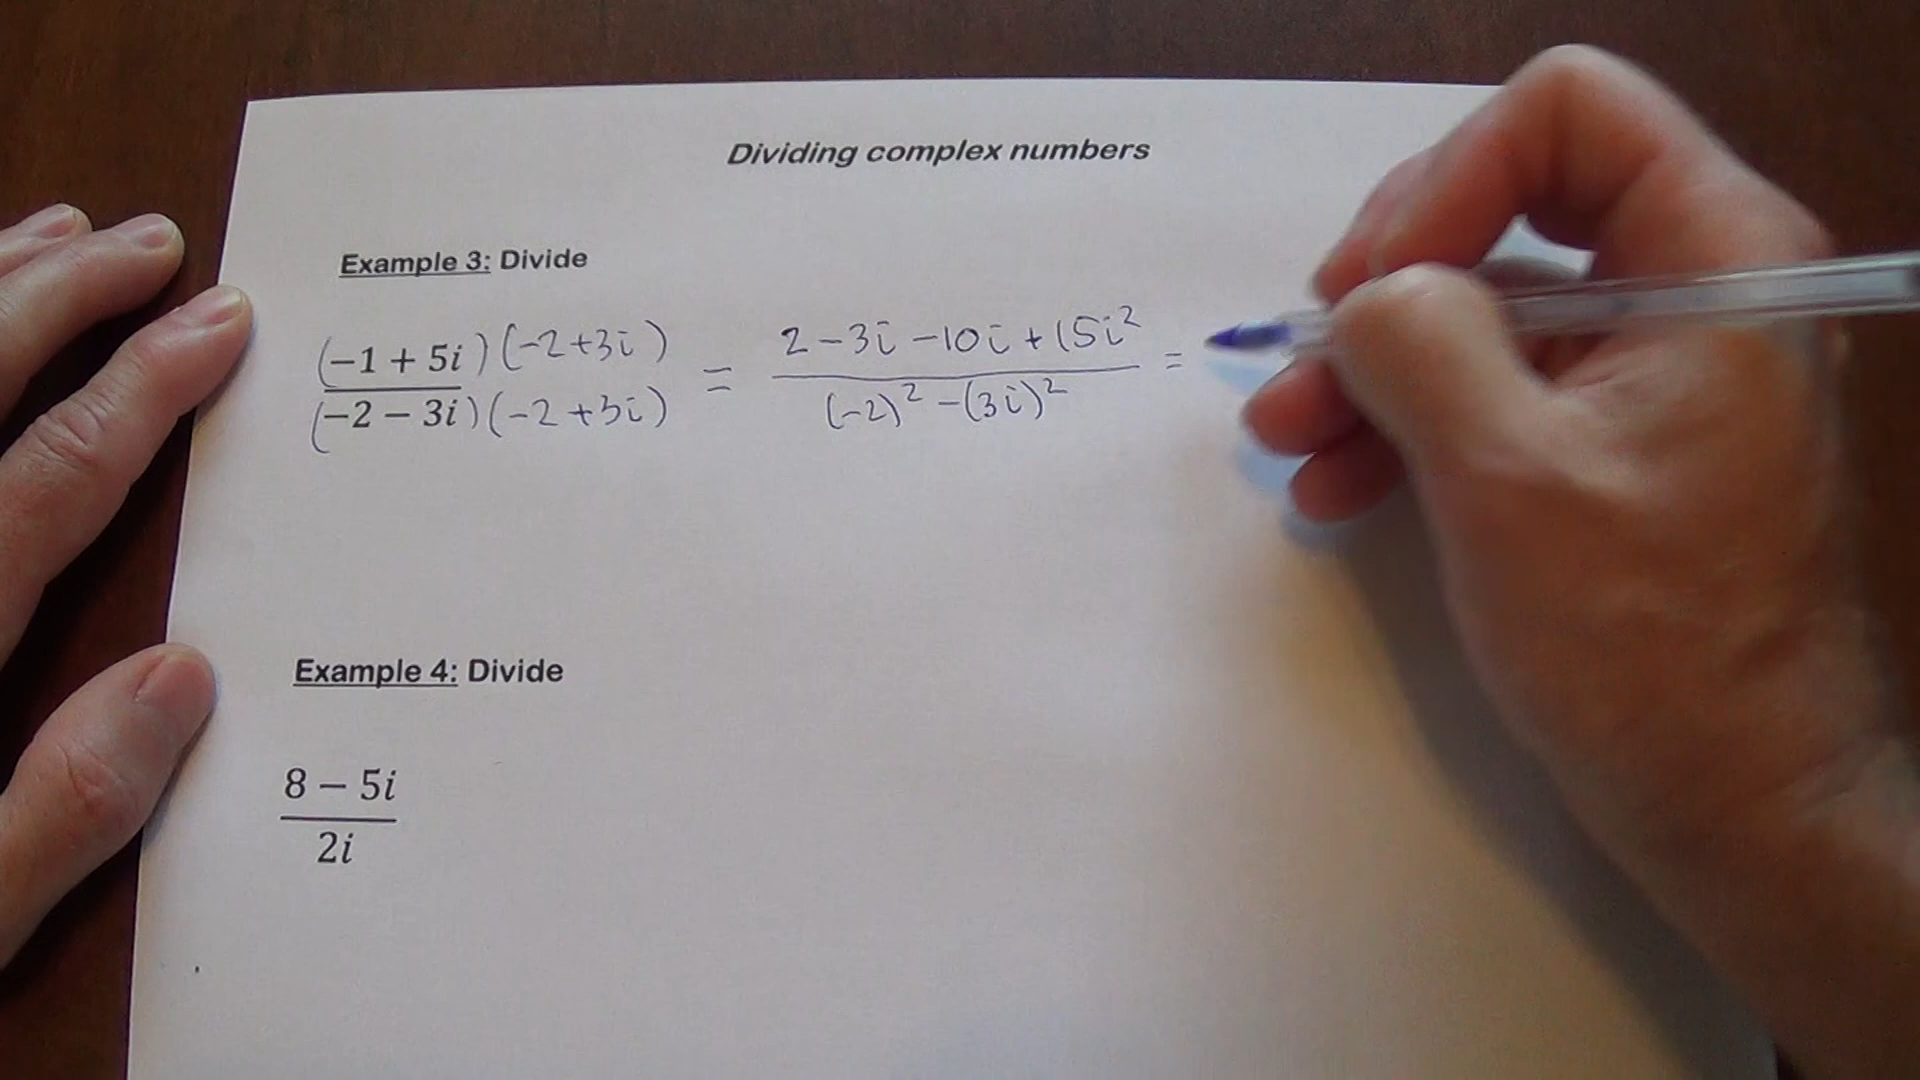 Dividing complex numbers
Example 3: Divide
(-1 + 5i)(-2+3i) = 2-3i-10i+15i² =
(-2 - 3i)(-2+3i) (-2)²-(3i)²
Example 4: Divide
8 - 5i
2i